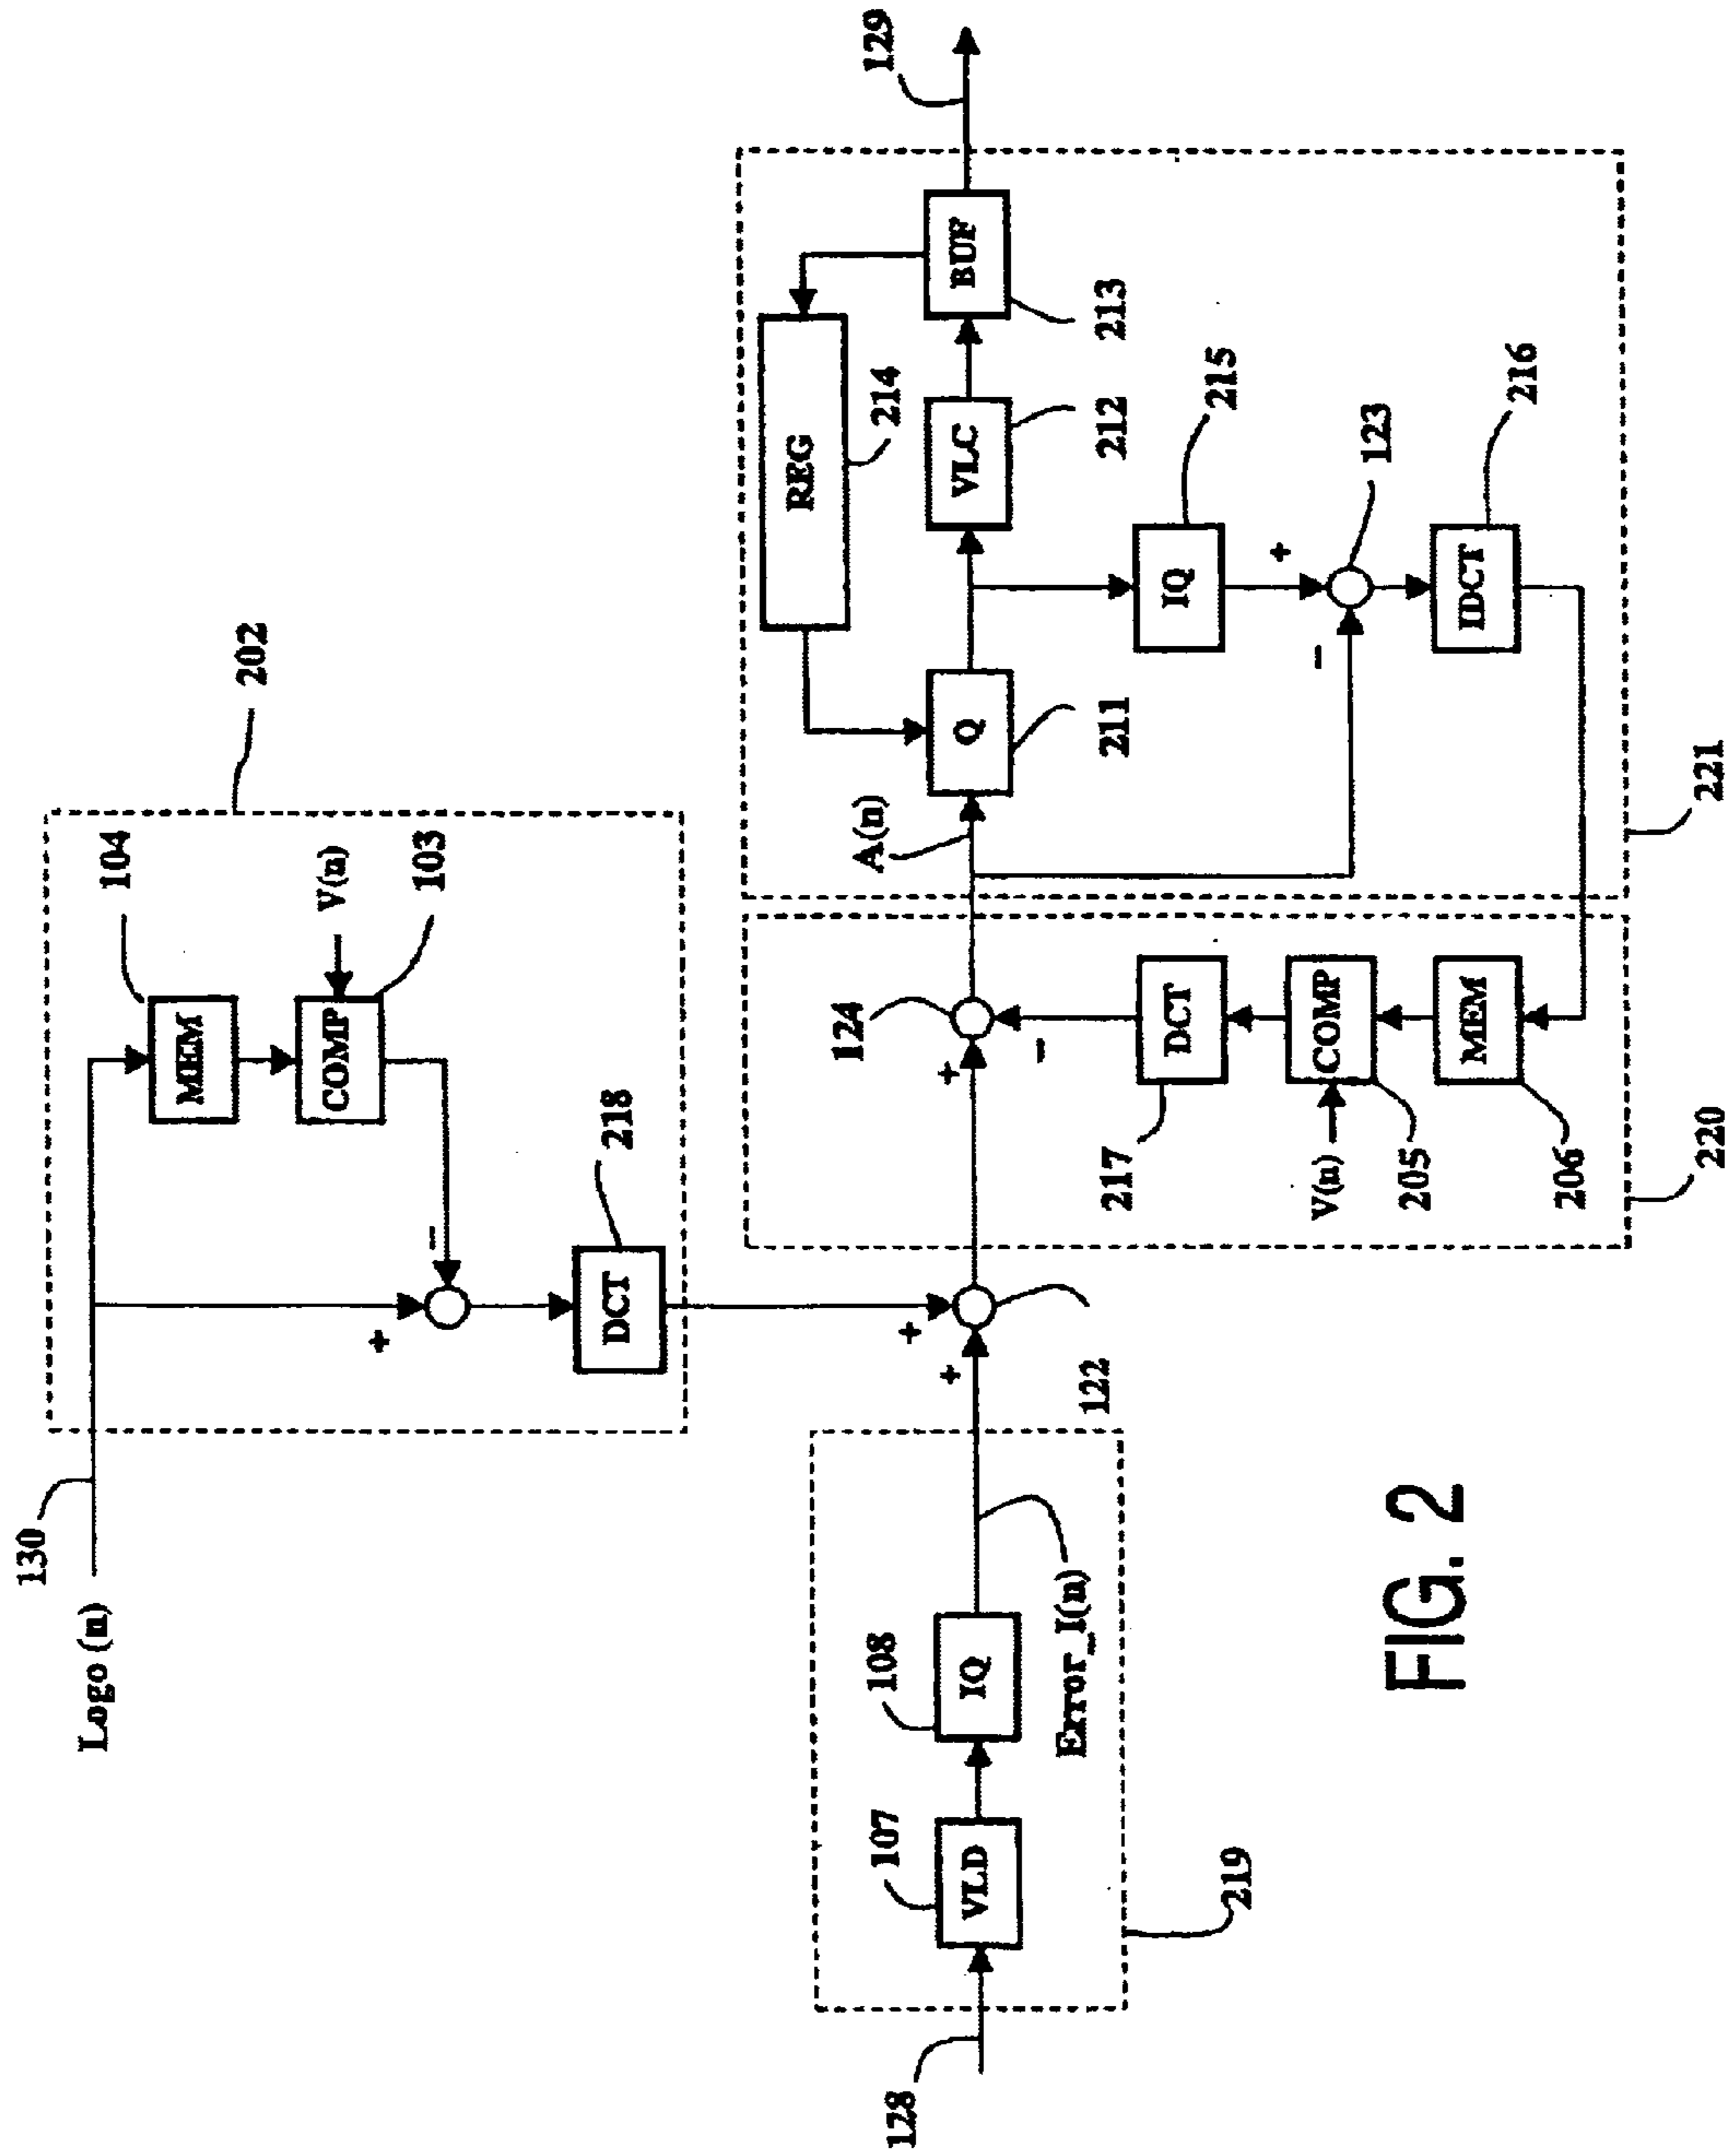 130
Logo (n)
104
MEM
V(n)
COMP
103
202
+
−
DCT
218
128
107
VLD
108
IQ
Error_I(n)
219
+
+
122
+
−
124
217
DCT
V(n)
COMP
205
MEM
206
220
A(n)
Q
211
REG
214
VLC
212
BUF
213
129
IQ
215
+
−
123
IDCT
216
221
FIG. 2